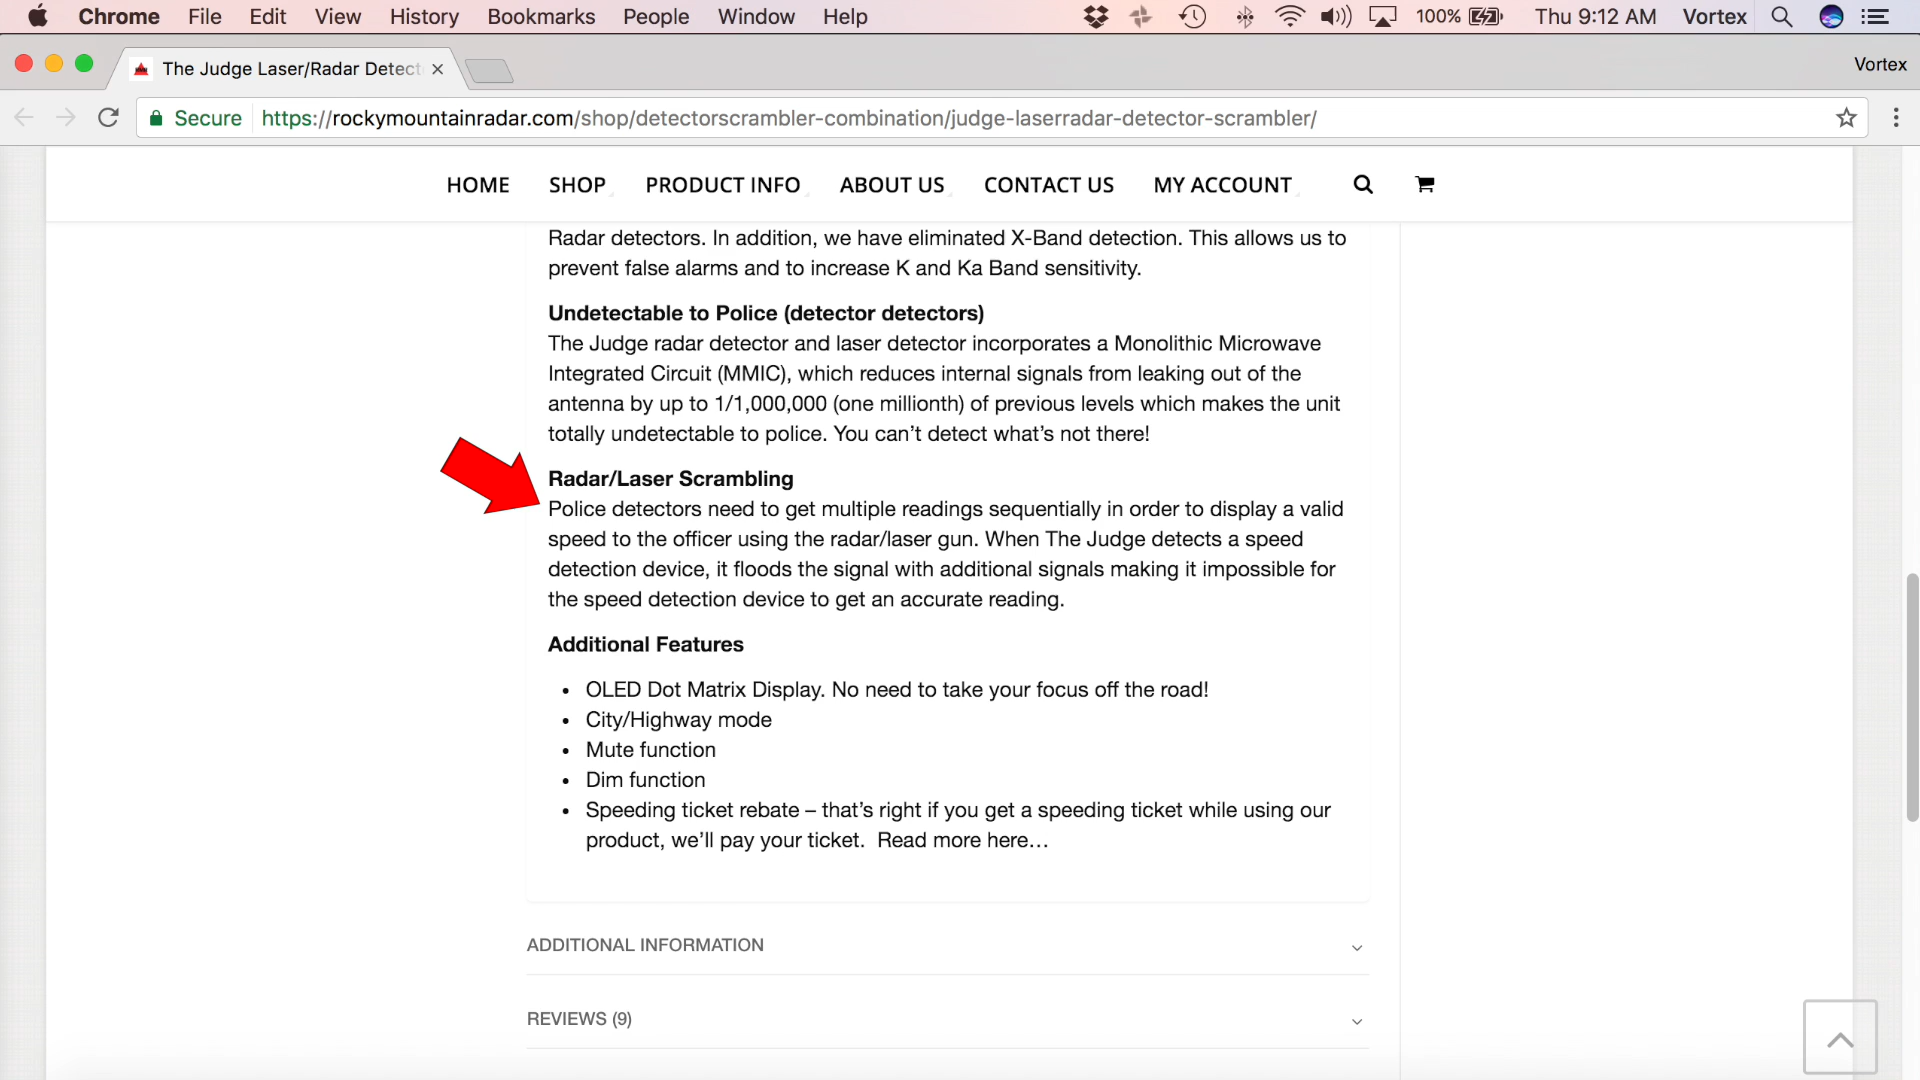 Chrome File Edit View History Bookmarks People Window Help 100% Thu 9:12 AM Vortex
The Judge Laser/Radar Detect Vortex
Secure https://rockymountainradar.com/shop/detectorscrambler-combination/judge-laserradar-detector-scrambler/
HOME SHOP PRODUCT INFO ABOUT US CONTACT US MY ACCOUNT
Radar detectors. In addition, we have eliminated X-Band detection. This allows us to
prevent false alarms and to increase K and Ka Band sensitivity.
Undetectable to Police (detector detectors)
The Judge radar detector and laser detector incorporates a Monolithic Microwave
Integrated Circuit (MMIC), which reduces internal signals from leaking out of the
antenna by up to 1/1,000,000 (one millionth) of previous levels which makes the unit
totally undetectable to police. You can’t detect what’s not there!
Radar/Laser Scrambling
Police detectors need to get multiple readings sequentially in order to display a valid
speed to the officer using the radar/laser gun. When The Judge detects a speed
detection device, it floods the signal with additional signals making it impossible for
the speed detection device to get an accurate reading.
Additional Features
• OLED Dot Matrix Display. No need to take your focus off the road!
• City/Highway mode
• Mute function
• Dim function
• Speeding ticket rebate – that’s right if you get a speeding ticket while using our
product, we’ll pay your ticket. Read more here…
ADDITIONAL INFORMATION
REVIEWS (9)